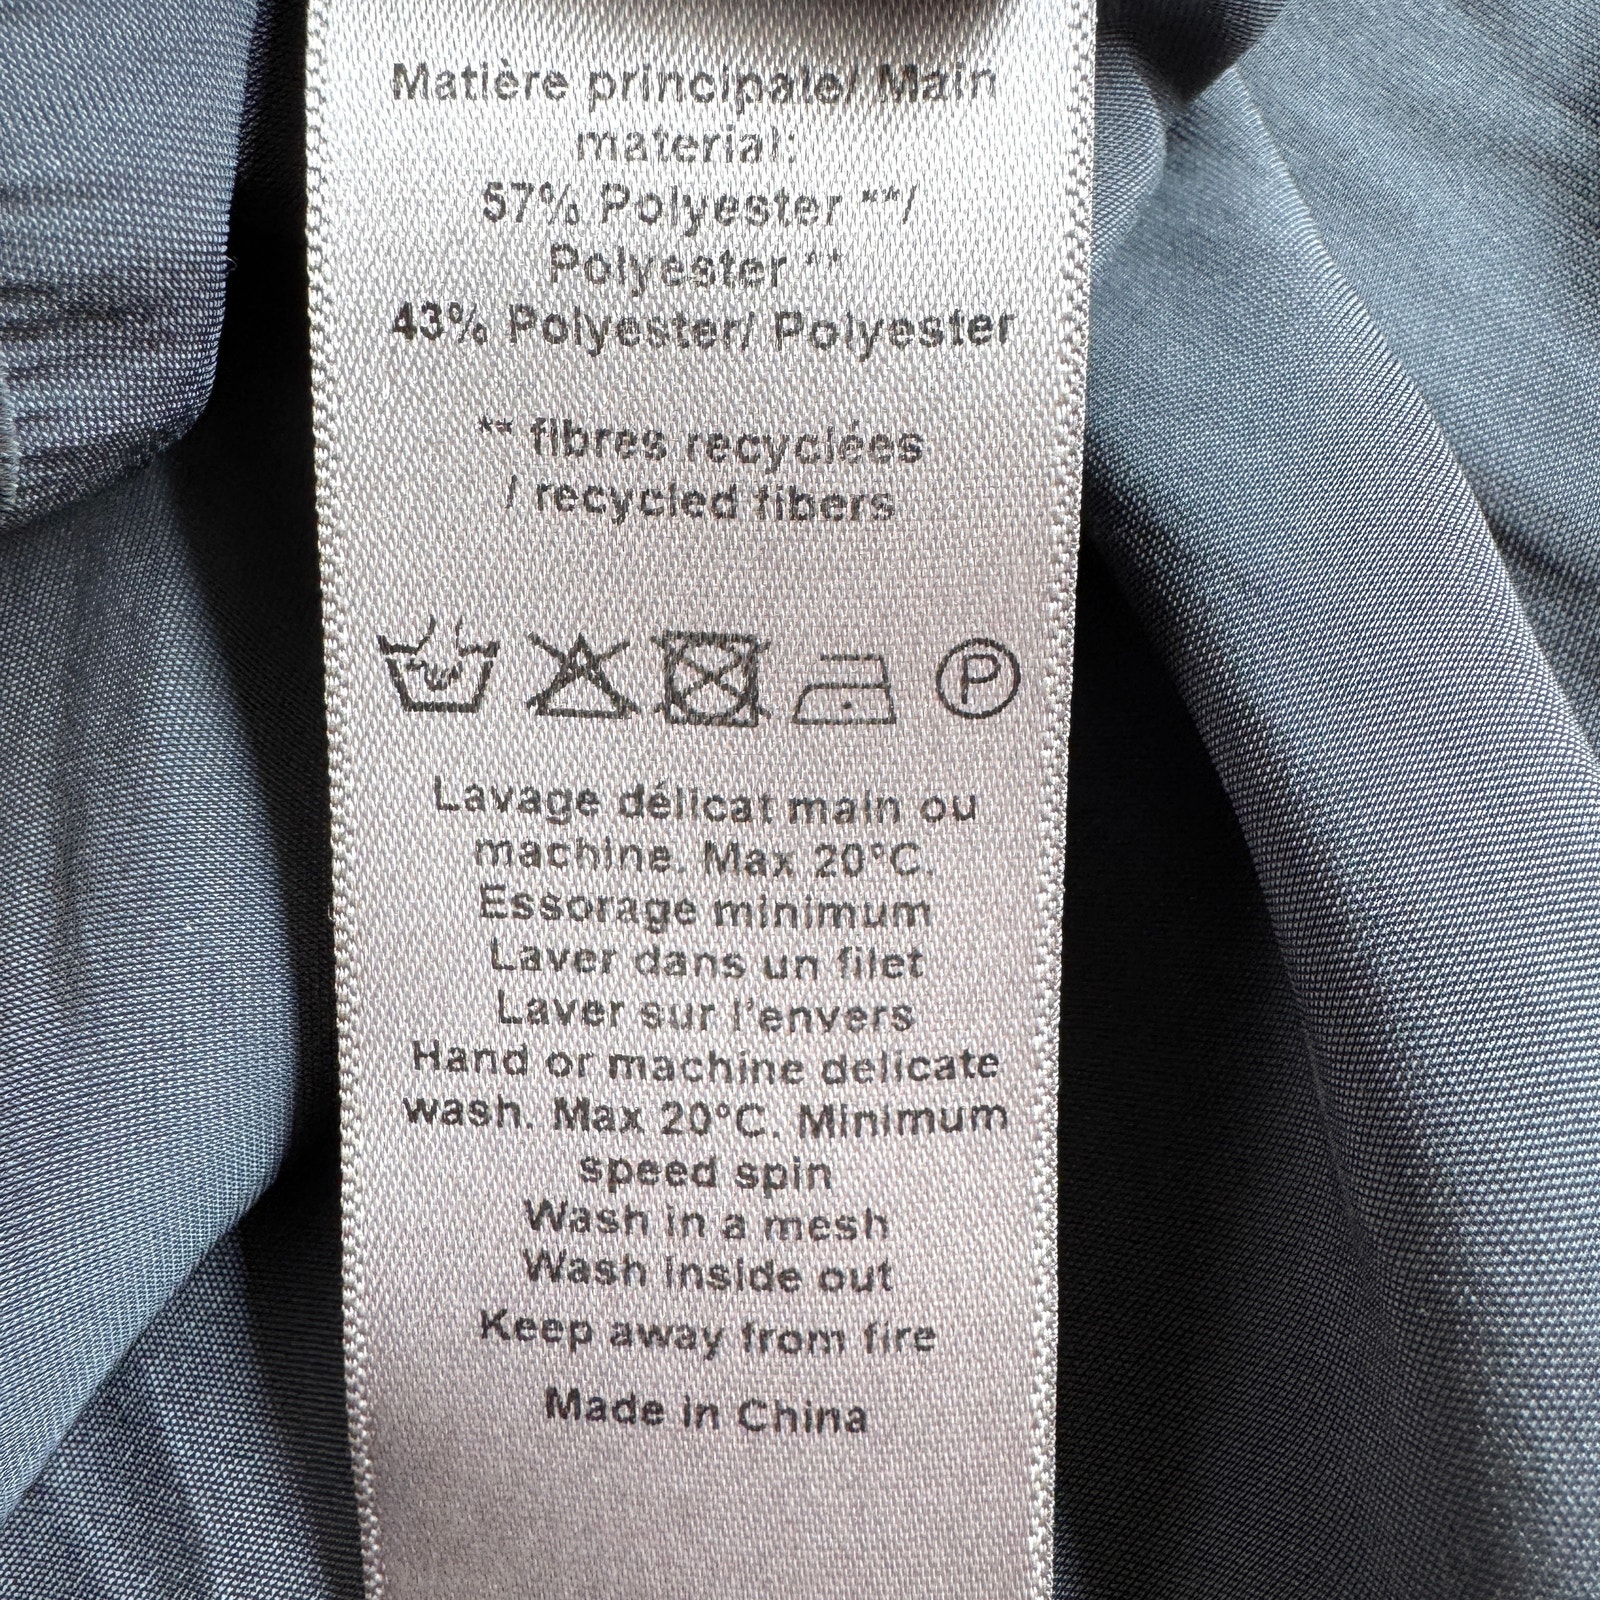 Matière principale/ Main
material:
57% Polyester **/
Polyester **
43% Polyester/ Polyester
** fibres recyclées
/ recycled fibers
P
Lavage délicat main ou
machine. Max 20°C.
Essorage minimum
Laver dans un filet
Laver sur l'envers
Hand or machine delicate
wash. Max 20°C. Minimum
speed spin
Wash in a mesh
Wash inside out
Keep away from fire
Made in China